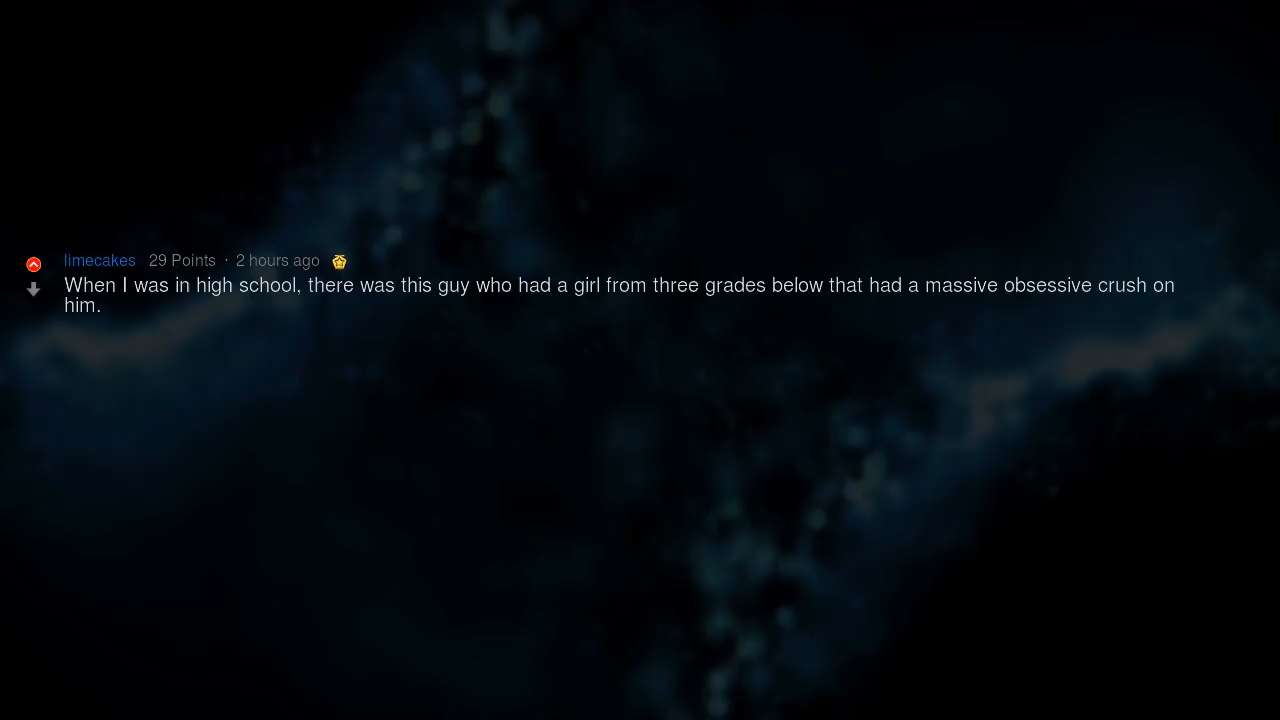 limecakes 29 Points · 2 hours ago
When I was in high school, there was this guy who had a girl from three grades below that had a massive obsessive crush on
him.